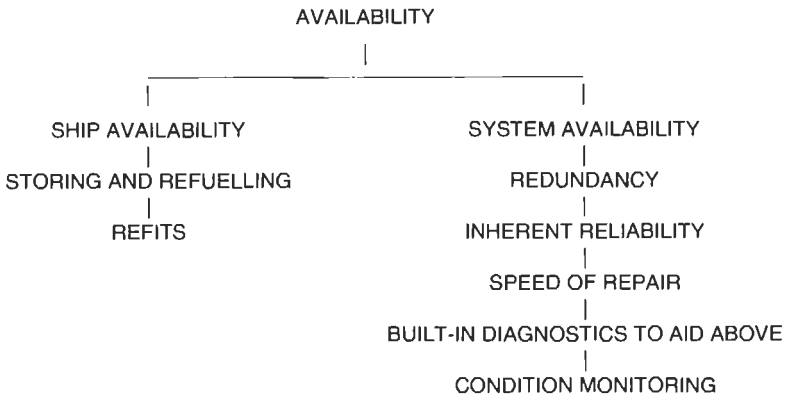 AVAILABILITY
SHIP AVAILABILITY
SYSTEM AVAILABILITY
STORING AND REFUELLING
REDUNDANCY
REFITS
INHERENT RELIABILITY
SPEED OF REPAIR
BUILT-IN DIAGNOSTICS TO AID ABOVE
CONDITION MONITORING